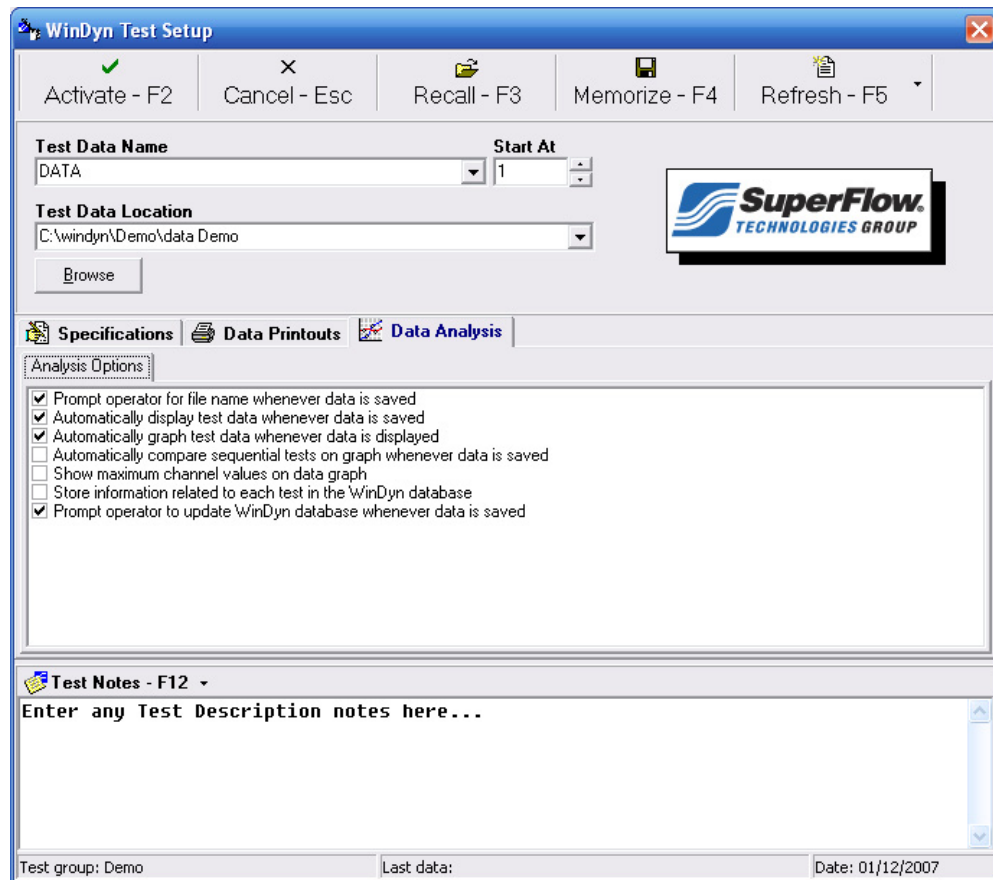 WinDyn Test Setup
Activate - F2
Cancel - Esc
Recall - F3
Memorize - F4
Refresh - F5
Test Data Name
Start At
DATA
1
Test Data Location
C:\windyn\Demo\data Demo
Browse
SuperFlow®
TECHNOLOGIES GROUP
Specifications
Data Printouts
Data Analysis
Analysis Options
Prompt operator for file name whenever data is saved
Automatically display test data whenever data is saved
Automatically graph test data whenever data is displayed
Automatically compare sequential tests on graph whenever data is saved
Show maximum channel values on data graph
Store information related to each test in the WinDyn database
Prompt operator to update WinDyn database whenever data is saved
Test Notes - F12
Enter any Test Description notes here...
Test group: Demo
Last data:
Date: 01/12/2007